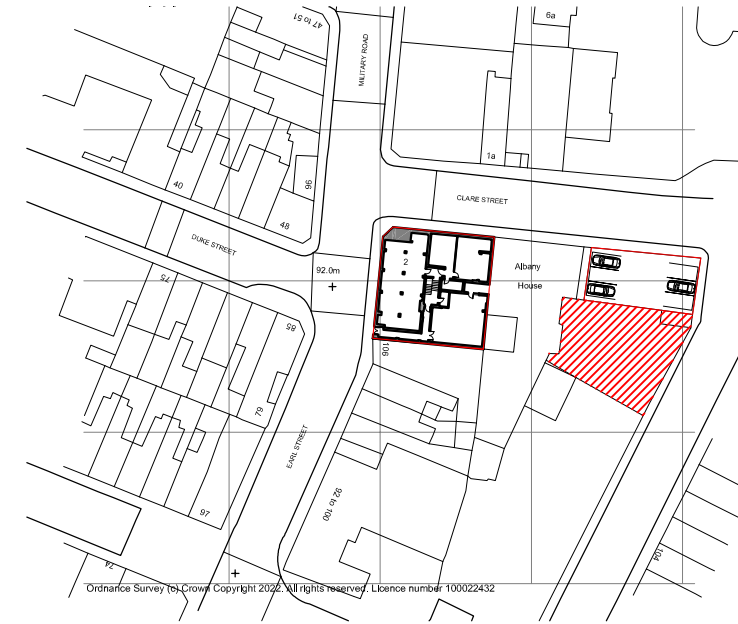 47 to 51
6a
MILITARY ROAD
1a
40
96
CLARE STREET
48
DUKE STREET
2
92.0m
Albany
House
75
85
106
79
EARL STREET
92 to 100
97
74
104
Ordnance Survey (c) Crown Copyright 2022. All rights reserved. Licence number 100022432